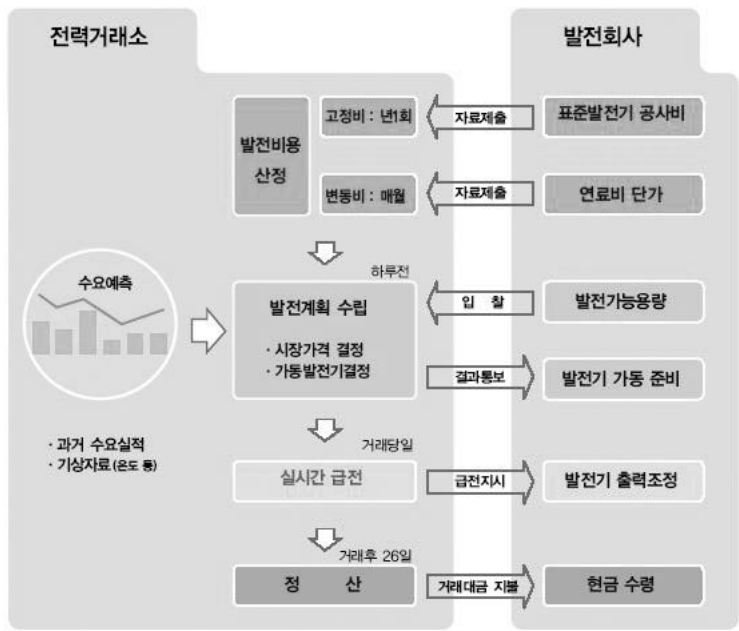 전력거래소
발전회사
발전비용
산정
고정비 : 년1회
자료제출
표준발전기 공사비
변동비 : 매월
자료제출
연료비 단가
하루전
수요예측
발전계획 수립
· 시장가격 결정
· 가동발전기결정
입 찰
발전가능용량
결과통보
발전기 가동 준비
· 과거 수요실적
· 기상자료(온도 등)
거래당일
실시간 급전
급전지시
발전기 출력조정
거래후 26일
정 산
거래대금 지불
현금 수령